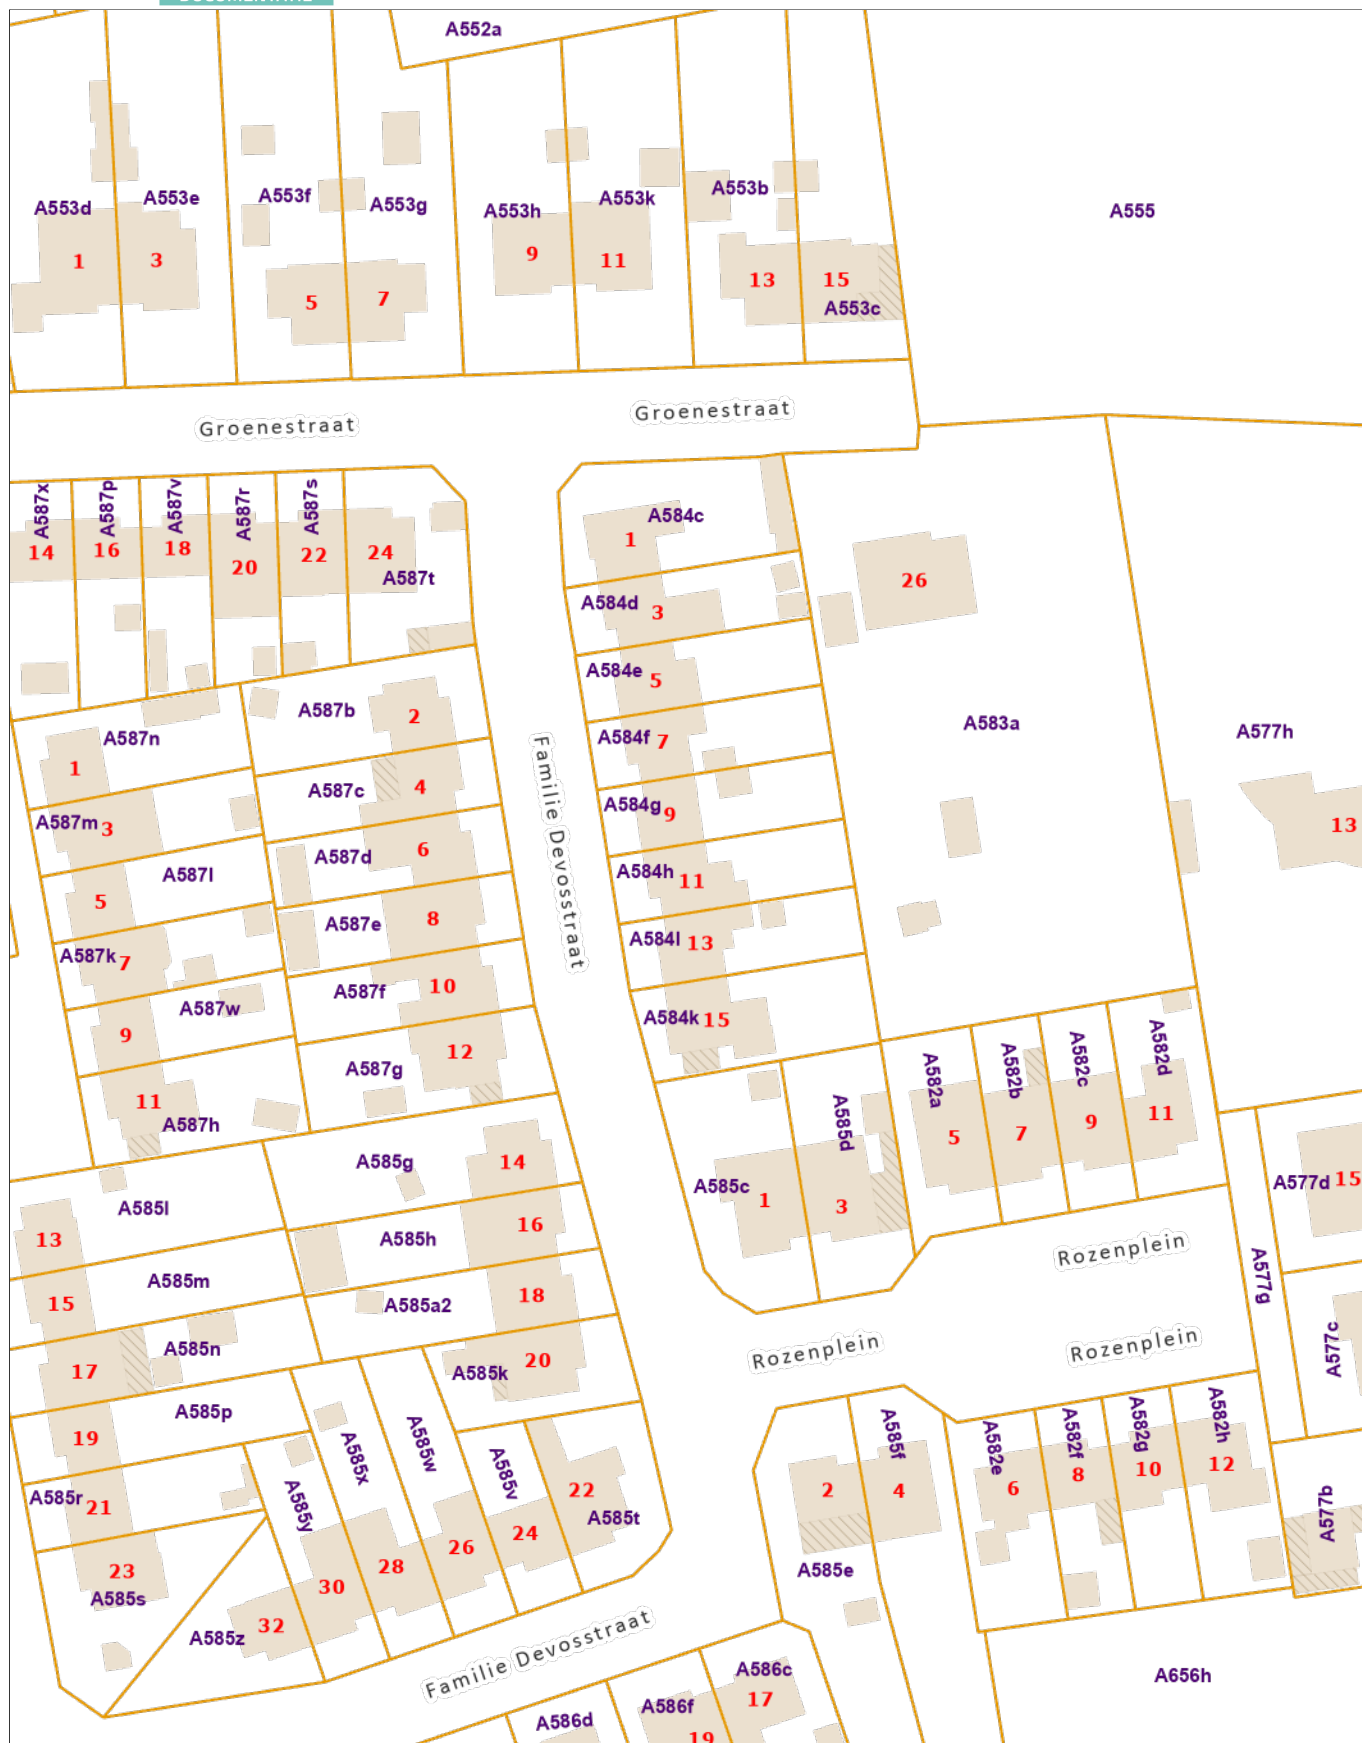 A552a
A553d
A553e
A553f
A553g
A553h
A553k
A553b
A555
1
3
5
7
9
11
13
15
A553c
Groenestraat
Groenestraat
A587x
A587p
A587v
A587r
A587s
14
16
18
20
22
24
A587t
A584c
1
A584d
3
26
A584e
5
A584f
7
A584g
9
A584h
11
A584l
13
A584k
15
A583a
A577h
13
A587b
2
A587n
1
A587c
4
A587m
3
A587d
6
A587l
5
A587e
8
A587k
7
A587f
10
A587w
9
A587g
12
11
A587h
Familie Devosstraat
A582a
A582b
A582c
A582d
5
7
9
11
A585d
A585c
1
3
A577d
15
A585g
14
A585l
13
A585h
16
A585m
15
A585a2
18
A585n
17
A585k
20
Rozenplein
A577g
A577c
Rozenplein
Rozenplein
A585p
19
A585r
21
A585x
A585w
A585v
A585y
22
A585t
24
26
28
30
32
23
A585s
A585z
A585f
2
4
A585e
A582e
A582f
A582g
A582h
6
8
10
12
A577b
Familie Devosstraat
A586c
17
A586f
19
A586d
A656h